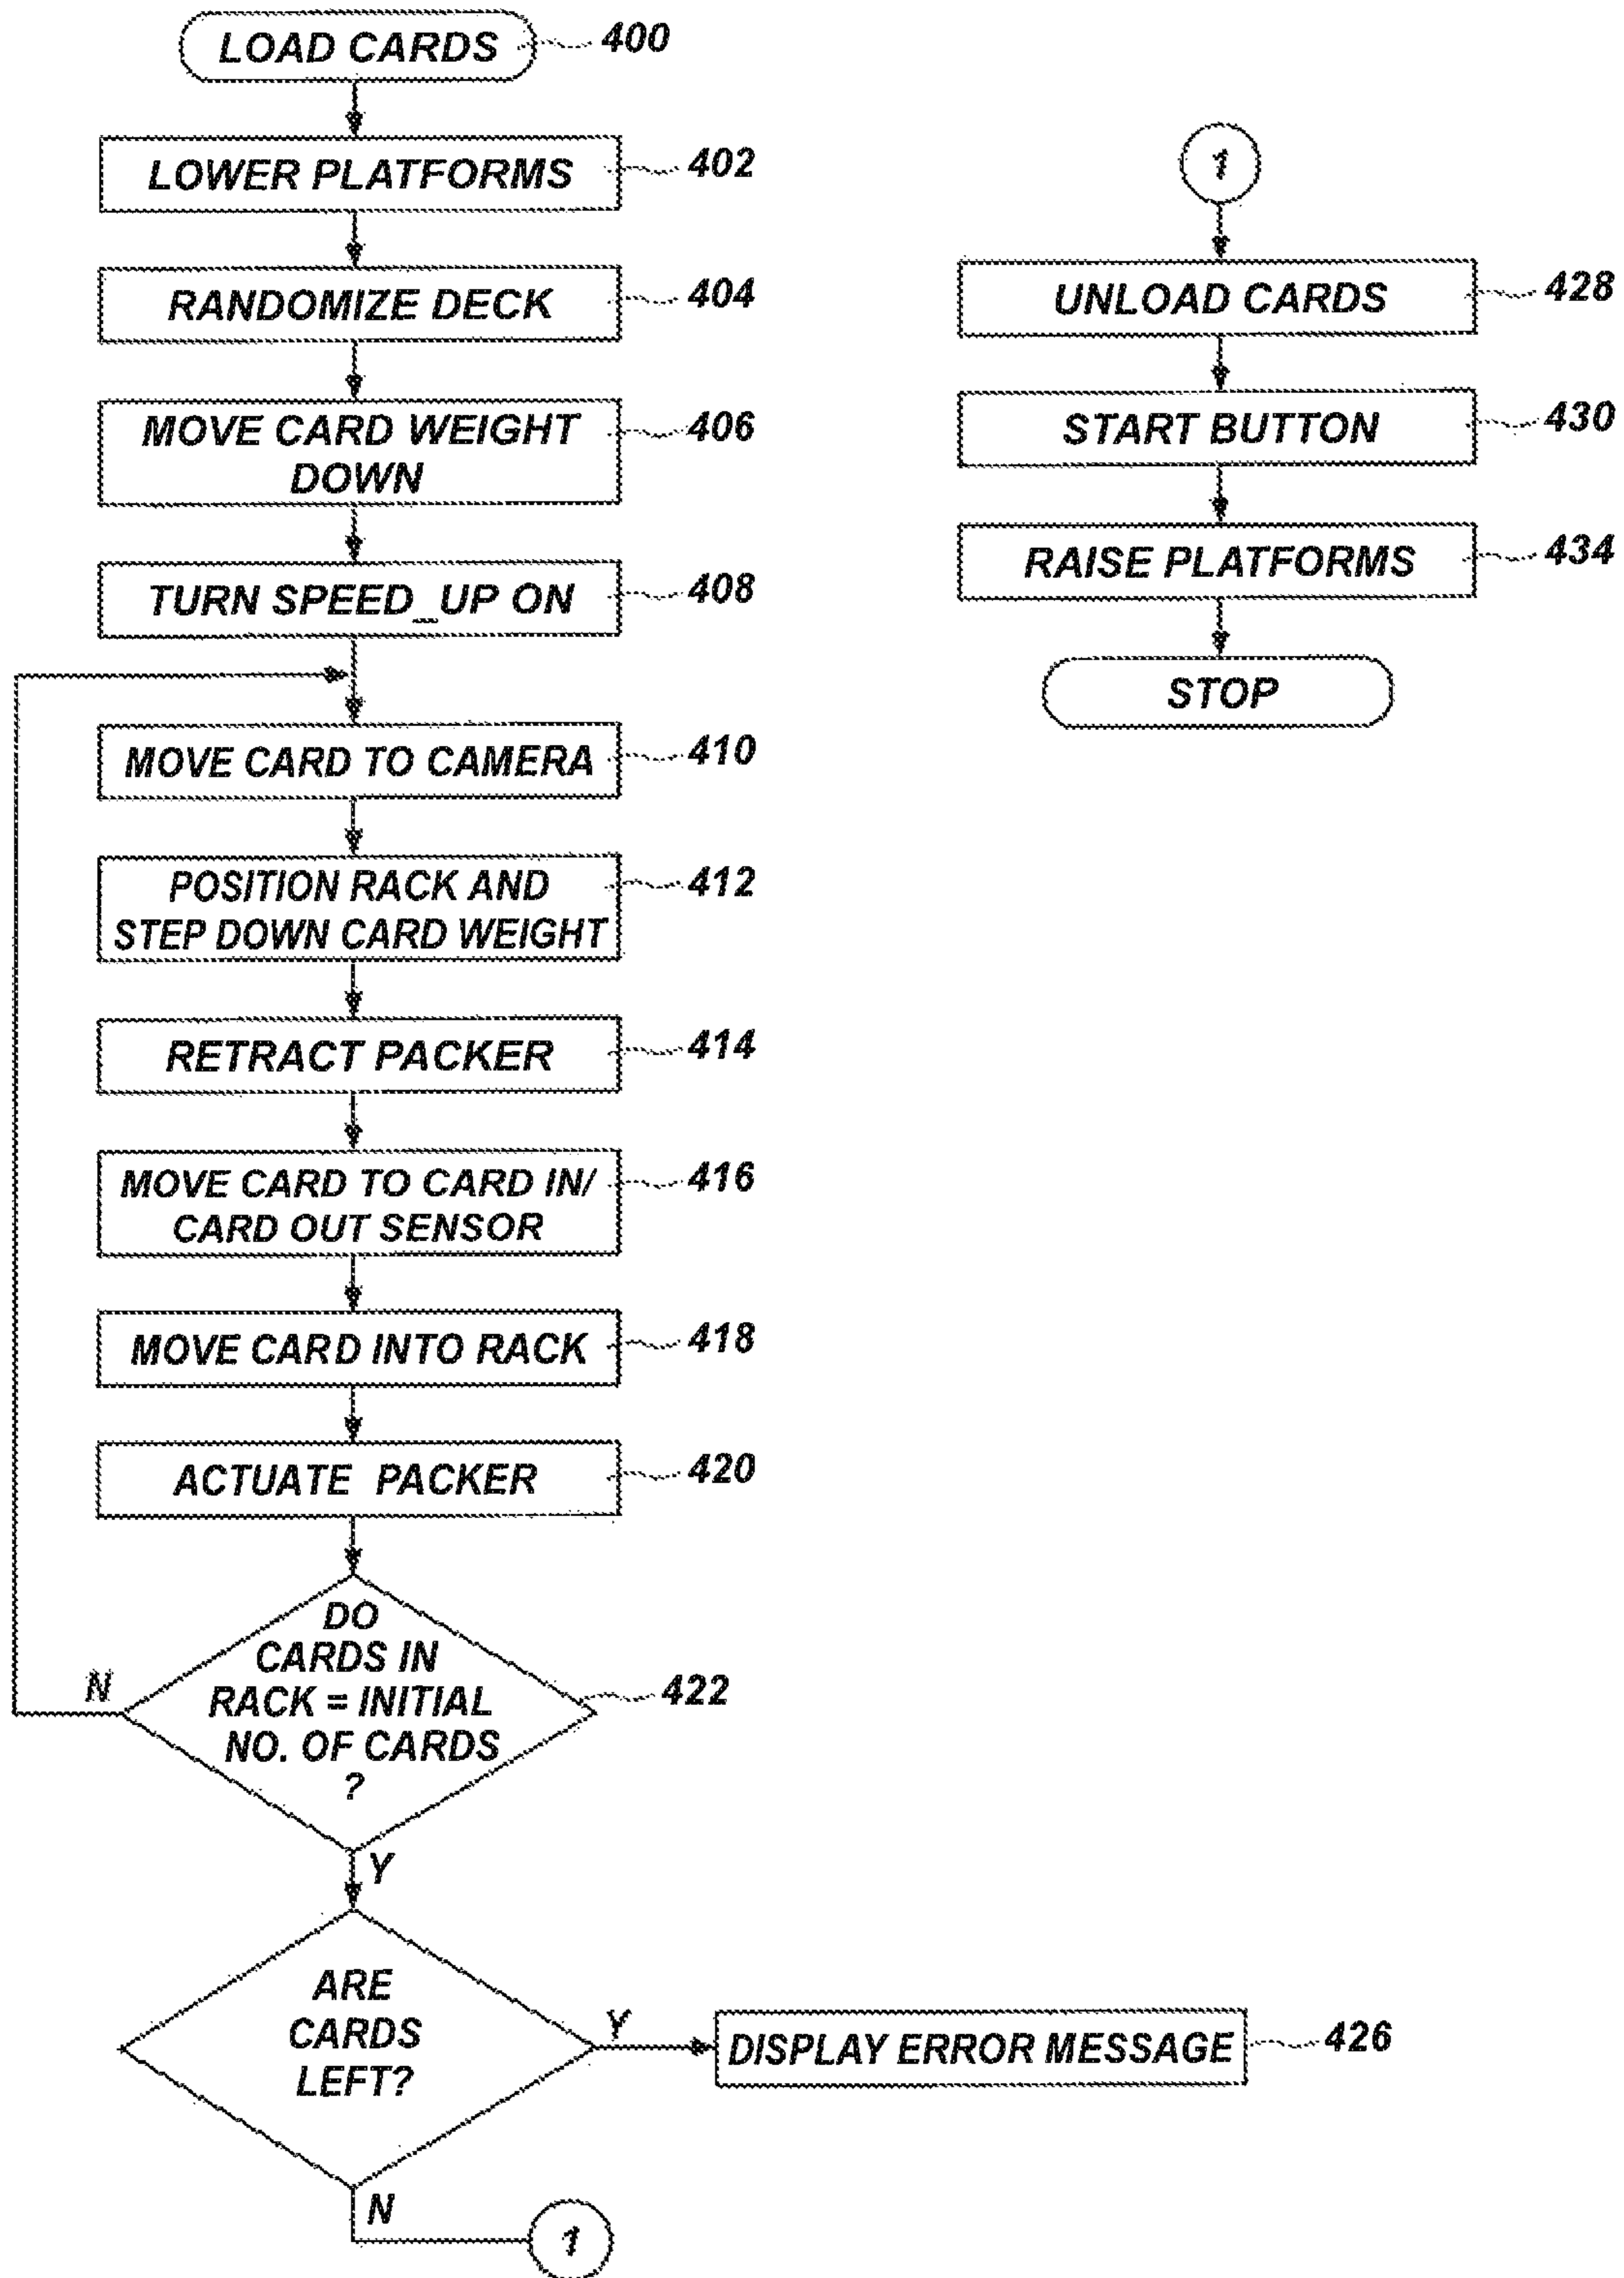 LOAD CARDS 400
LOWER PLATFORMS 402
RANDOMIZE DECK 404
MOVE CARD WEIGHT 406
DOWN
TURN SPEED_UP ON 408
MOVE CARD TO CAMERA 410
POSITION RACK AND 412
STEP DOWN CARD WEIGHT
RETRACT PACKER 414
MOVE CARD TO CARD IN/ 416
CARD OUT SENSOR
MOVE CARD INTO RACK 418
ACTUATE PACKER 420
DO
CARDS IN
RACK = INITIAL 422
NO. OF CARDS
?
N
Y
ARE
CARDS
LEFT?
Y
DISPLAY ERROR MESSAGE 426
N
1
1
UNLOAD CARDS 428
START BUTTON 430
RAISE PLATFORMS 434
STOP